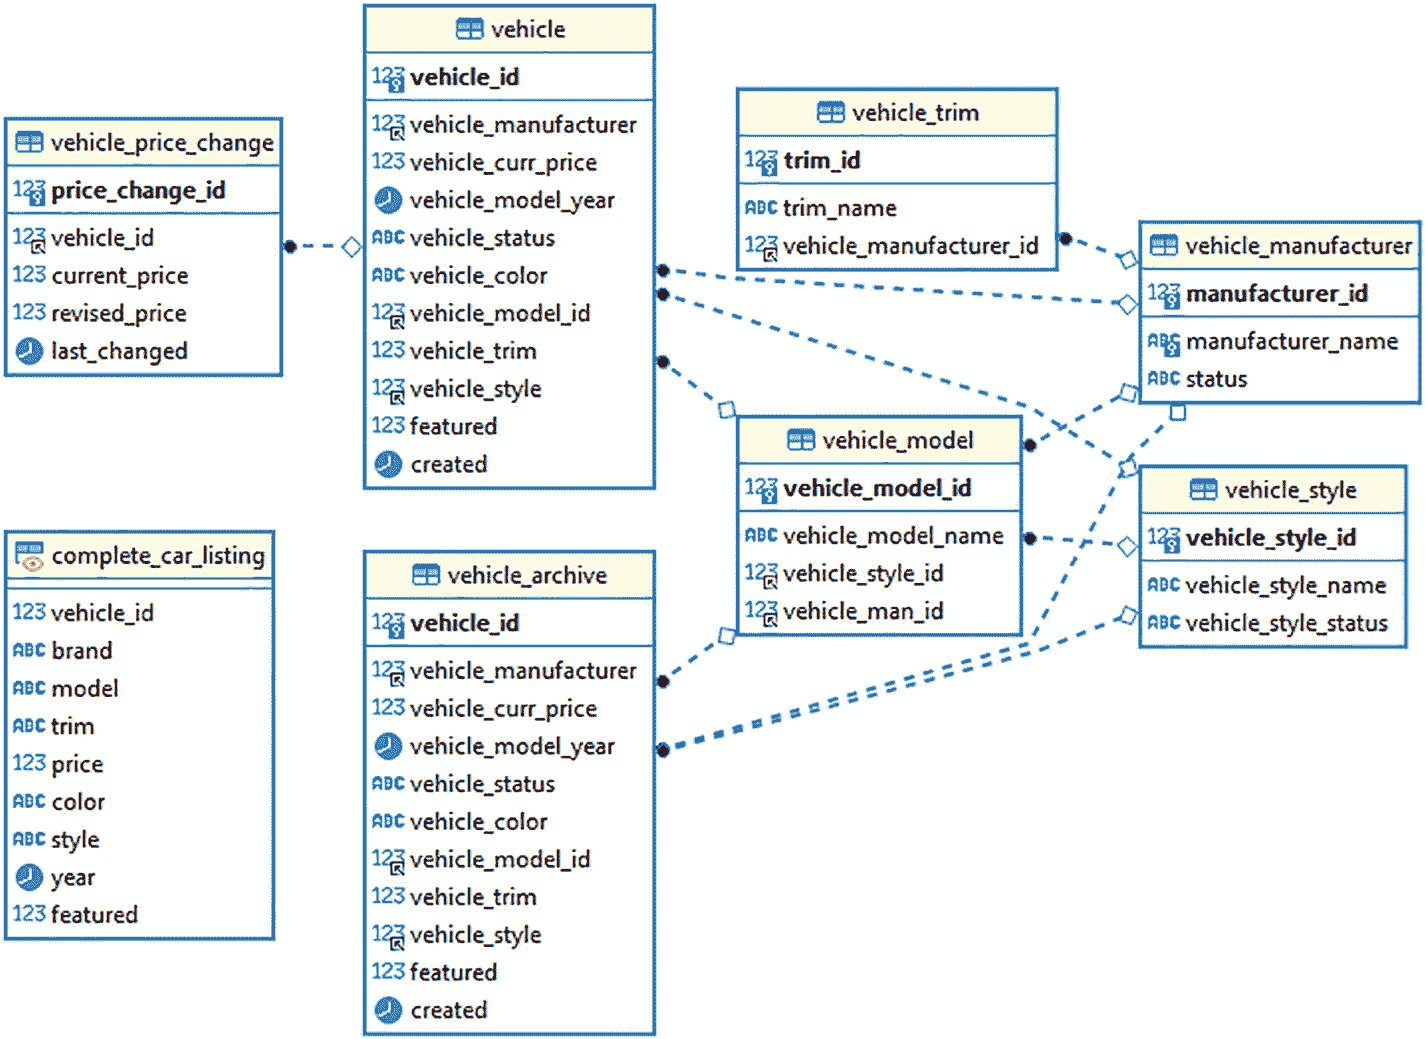 vehicle_price_change
123 price_change_id
123 vehicle_id
123 current_price
123 revised_price
last_changed
vehicle
123 vehicle_id
123 vehicle_manufacturer
123 vehicle_curr_price
vehicle_model_year
ABC vehicle_status
ABC vehicle_color
123 vehicle_model_id
123 vehicle_trim
123 vehicle_style
123 featured
created
vehicle_trim
123 trim_id
ABC trim_name
123 vehicle_manufacturer_id
vehicle_manufacturer
123 manufacturer_id
ABC manufacturer_name
ABC status
vehicle_model
123 vehicle_model_id
ABC vehicle_model_name
123 vehicle_style_id
123 vehicle_man_id
vehicle_style
123 vehicle_style_id
ABC vehicle_style_name
ABC vehicle_style_status
complete_car_listing
123 vehicle_id
ABC brand
ABC model
ABC trim
123 price
ABC color
ABC style
year
123 featured
vehicle_archive
123 vehicle_id
123 vehicle_manufacturer
123 vehicle_curr_price
vehicle_model_year
ABC vehicle_status
ABC vehicle_color
123 vehicle_model_id
123 vehicle_trim
123 vehicle_style
123 featured
created